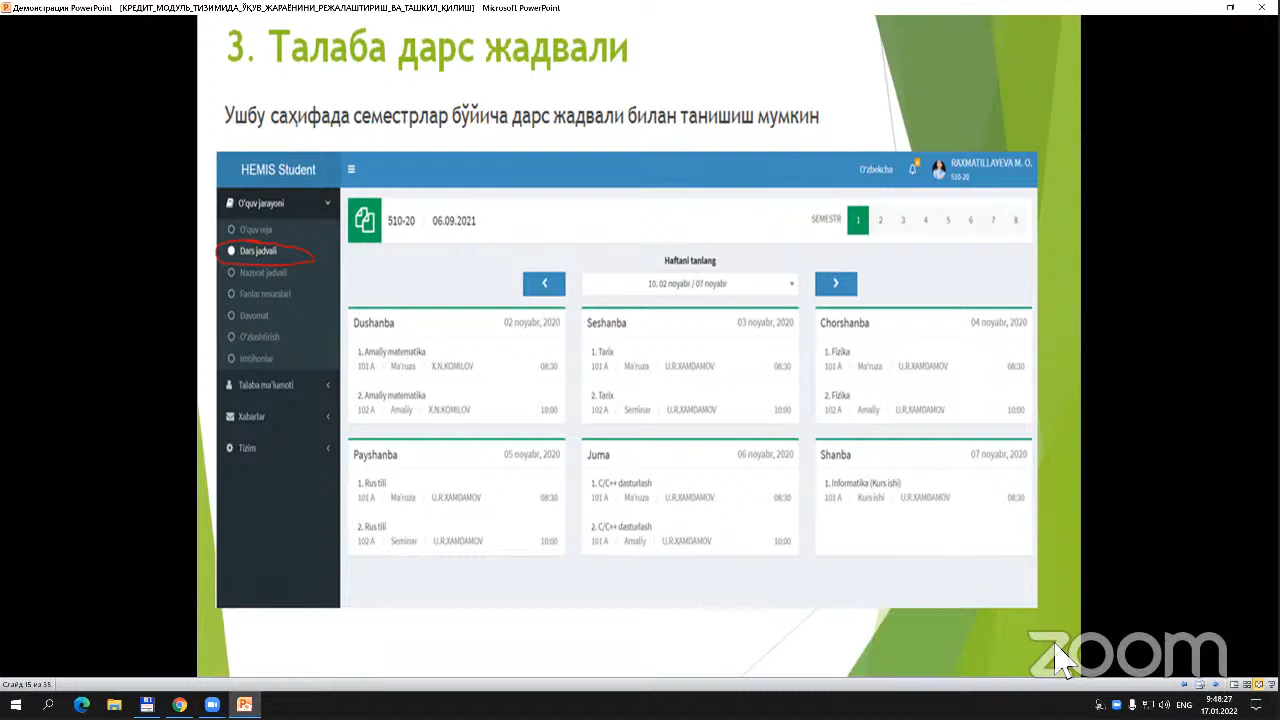 Демонстрация PowerPoint - [КРЕДИТ_МОДУЛЬ_ТИЗИМИДА_ЎҚУВ_ЖАРАЁНИНИ_РЕЖАЛАШТИРИШ_ВА_ТАШКИЛ_ҚИЛИШ] - Microsoft PowerPoint
3. Талаба дарс жадвали
Ушбу саҳифада семестрлар бўйича дарс жадвали билан танишиш мумкин
HEMIS Student
O'zbekcha
RAXMATILLAYEVA M. O.
510-20
O'quv jarayoni
O'quv reja
Dars jadvali
Nazorat jadvali
Fanlar resurslari
Davomat
O'zlashtirish
Imtihonlar
Talaba ma'lumoti
Xabarlar
Tizim
510-20 / 06.09.2021
SEMESTR 1 2 3 4 5 6 7 8
Haftani tanlang
10. 02 noyabr / 07 noyabr
Dushanba 02 noyabr, 2020
1. Amaliy matematika
101 A / Ma'ruza / X.N.KOMILOV 08:30
2. Amaliy matematika
102 A / Amaliy / X.N.KOMILOV 10:00
Seshanba 03 noyabr, 2020
1. Tarix
101 A / Ma'ruza / U.R.XAMDAMOV 08:30
2. Tarix
102 A / Seminar / U.R.XAMDAMOV 10:00
Chorshanba 04 noyabr, 2020
1. Fizika
101 A / Ma'ruza / U.R.XAMDAMOV 08:30
2. Fizika
102 A / Amaliy / U.R.XAMDAMOV 10:00
Payshanba 05 noyabr, 2020
1. Rus tili
101 A / Ma'ruza / U.R.XAMDAMOV 08:30
2. Rus tili
102 A / Seminar / U.R.XAMDAMOV 10:00
Juma 06 noyabr, 2020
1. C/C++ dasturlash
101 A / Ma'ruza / U.R.XAMDAMOV 08:30
2. C/C++ dasturlash
101 A / Amaliy / U.R.XAMDAMOV 10:00
Shanba 07 noyabr, 2020
1. Informatika (Kurs ishi)
101 A / Kurs ishi / U.R.XAMDAMOV 08:30
zoom
Слайд 15 из 35
ENG
9:48:27
17.01.2022